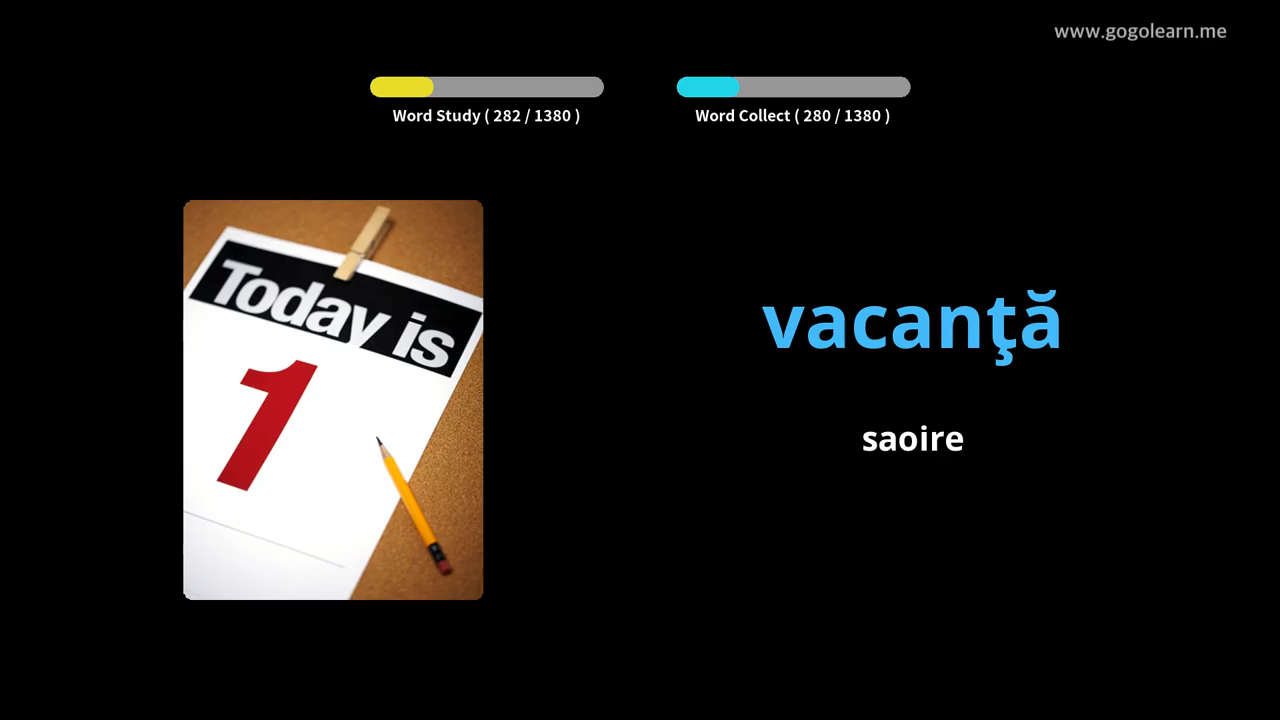 www.gogolearn.me
Word Study ( 282 / 1380 )
Word Collect ( 280 / 1380 )
Today is
1
vacanţă
saoire